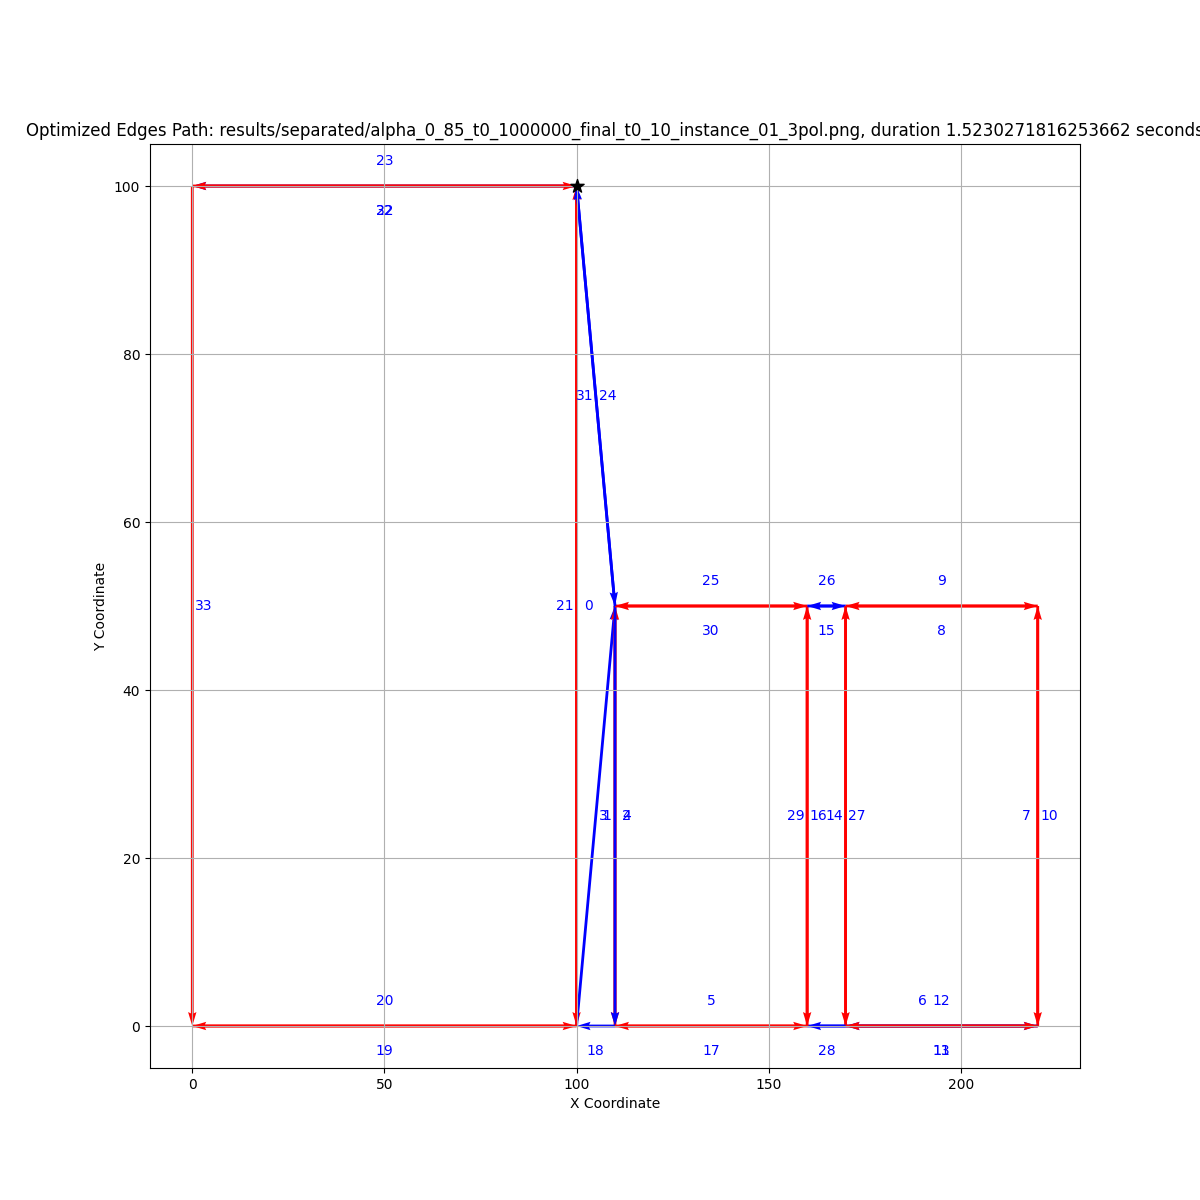 Optimized Edges Path: results/separated/alpha_0_85_t0_1000000_final_t0_10_instance_01_3pol.png, duration 1.5230271816253662 seconds
23
100
22
80
31 24
60
25 26 9
33 21 0
30 15 8
Y Coordinate
40
29 16 14 27 7 10
20
20 5 6 12
0
19 18 17 28
0 50 100 150 200
X Coordinate